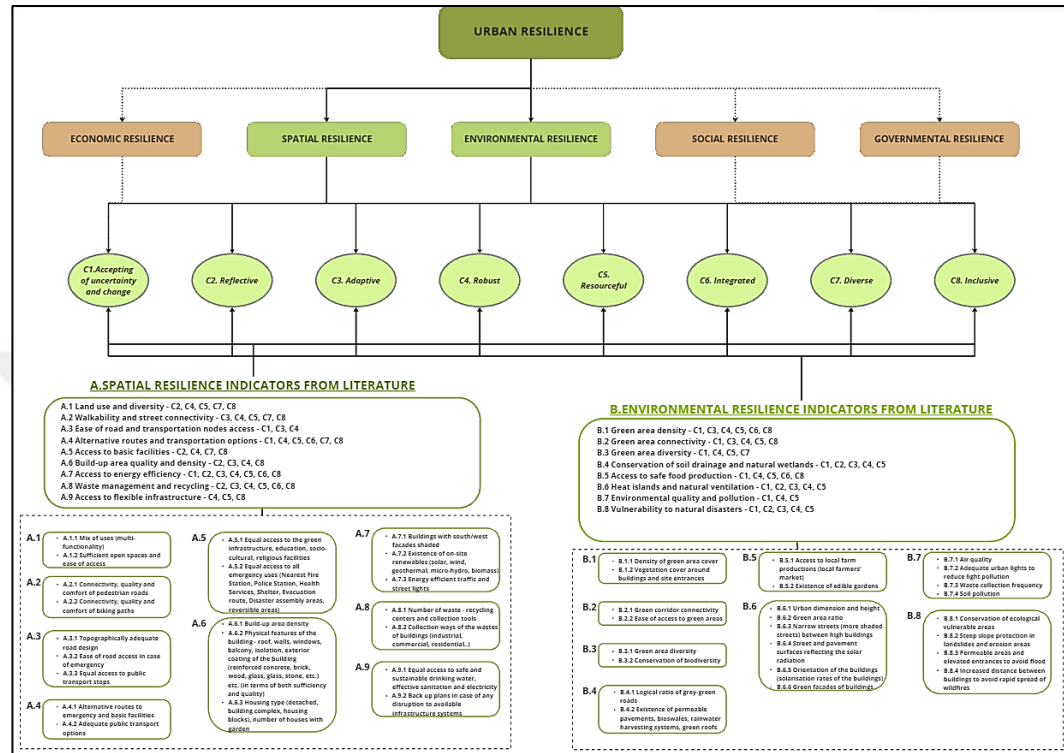 URBAN RESILIENCE
ECONOMIC RESILIENCE
SPATIAL RESILIENCE
ENVIRONMENTAL RESILIENCE
SOCIAL RESILIENCE
GOVERNMENTAL RESILIENCE
C1.Accepting
of uncertainty
and change
C2. Reflective
C3. Adaptive
C4. Robust
C5.
Resourceful
C6. Integrated
C7. Diverse
C8. Inclusive
A.SPATIAL RESILIENCE INDICATORS FROM LITERATURE
A.1 Land use and diversity - C2, C4, C5, C7, C8
A.2 Walkability and street connectivity - C3, C4, C5, C7, C8
A.3 Ease of road and transportation nodes access - C1, C3, C4
A.4 Alternative routes and transportation options - C1, C4, C5, C6, C7, C8
A.5 Access to basic facilities - C2, C4, C7, C8
A.6 Build-up area quality and density - C2, C3, C4, C8
A.7 Access to energy efficiency - C1, C2, C3, C4, C5, C6, C8
A.8 Waste management and recycling - C2, C3, C4, C5, C6, C8
A.9 Access to flexible infrastructure - C4, C5, C8
B.ENVIRONMENTAL RESILIENCE INDICATORS FROM LITERATURE
B.1 Green area density - C1, C3, C4, C5, C6, C8
B.2 Green area connectivity - C1, C3, C4, C5, C8
B.3 Green area diversity - C1, C4, C5, C7
B.4 Conservation of soil drainage and natural wetlands - C1, C2, C3, C4, C5
B.5 Access to safe food production - C1, C4, C5, C6, C8
B.6 Heat islands and natural ventilation - C1, C2, C3, C4, C5
B.7 Environmental quality and pollution - C1, C4, C5
B.8 Vulnerability to natural disasters - C1, C2, C3, C4, C5
A.1
• A.1.1 Mix of uses (multi-
functionality)
• A.1.2 Sufficient open spaces and
ease of access
A.2
• A.2.1 Connectivity, quality and
comfort of pedestrian roads
• A.2.2 Connectivity, quality and
comfort of biking paths
A.3
• A.3.1 Topographically adequate
road design
• A.3.2 Ease of road access in case
of emergency
• A.3.3 Equal access to public
transport stops
A.4
• A.4.1 Alternative routes to
emergency and basic facilities
• A.4.2 Adequate public transport
options
A.5
• A.5.1 Equal access to the green
infrastructure, education, socio-
cultural, religious facilities
• A.5.2 Equal access to all
emergency uses (Nearest Fire
Station, Police Station, Health
Services, Shelter, Evacuation
route, Disaster assembly areas,
reversible areas)
A.6
• A.6.1 Build-up area density
• A.6.2 Physical features of the
building - roof, walls, windows,
balcony, isolation, exterior
coating of the building
(reinforced concrete, brick,
wood, glass, glass, stone, etc.)
etc. (in terms of both sufficiency
and quality)
• A.6.3 Housing type (detached,
building complex, housing
blocks), number of houses with
garden
A.7
• A.7.1 Buildings with south/west
facades shaded
• A.7.2 Existence of on-site
renewables (solar, wind,
geothermal, micro-hydro, biomass)
• A.7.3 Energy efficient traffic and
street lights
A.8
• A.8.1 Number of waste - recycling
centers and collection tools
• A.8.2 Collection ways of the wastes
of buildings (industrial,
commercial, residential..)
A.9
• A.9.1 Equal access to safe and
sustainable drinking water,
effective sanitation and electricity
• A.9.2 Back up plans in case of any
disruption to available
infrastructure systems
B.1
• B.1.1 Density of green area cover
• B.1.2 Vegetation cover around
buildings and site entrances
B.2
• B.2.1 Green corridor connectivity
• B.2.2 Ease of access to green areas
B.3
• B.3.1 Green area diversity
• B.3.2 Conservation of biodiversity
B.4
• B.4.1 Logical ratio of grey-green
roads
• B.4.2 Existence of permeable
pavements, bioswales, rainwater
harvesting systems, green roofs
B.5
• B.5.1 Access to local farm
productions (local farmers'
market)
• B.5.2 Existence of edible gardens
B.6
• B.6.1 Urban dimension and height
• B.6.2 Green area ratio
• B.6.3 Narrow streets (more shaded
streets) between high buildings
• B.6.4 Street and pavement
surfaces reflecting the solar
radiation
• B.6.5 Orientation of the buildings
(solarisation rates of the buildings)
• B.6.6 Green facades of buildings
B.7
• B.7.1 Air quality
• B.7.2 Adequate urban lights to
reduce light pollution
• B.7.3 Waste collection frequency
• B.7.4 Soil pollution
B.8
• B.8.1 Conservation of ecological
vulnerable areas
• B.8.2 Steep slope protection in
landslides and erosion areas
• B.8.3 Permeable areas and
elevated entrances to avoid flood
• B.8.4 Increased distance between
buildings to avoid rapid spread of
wildfires